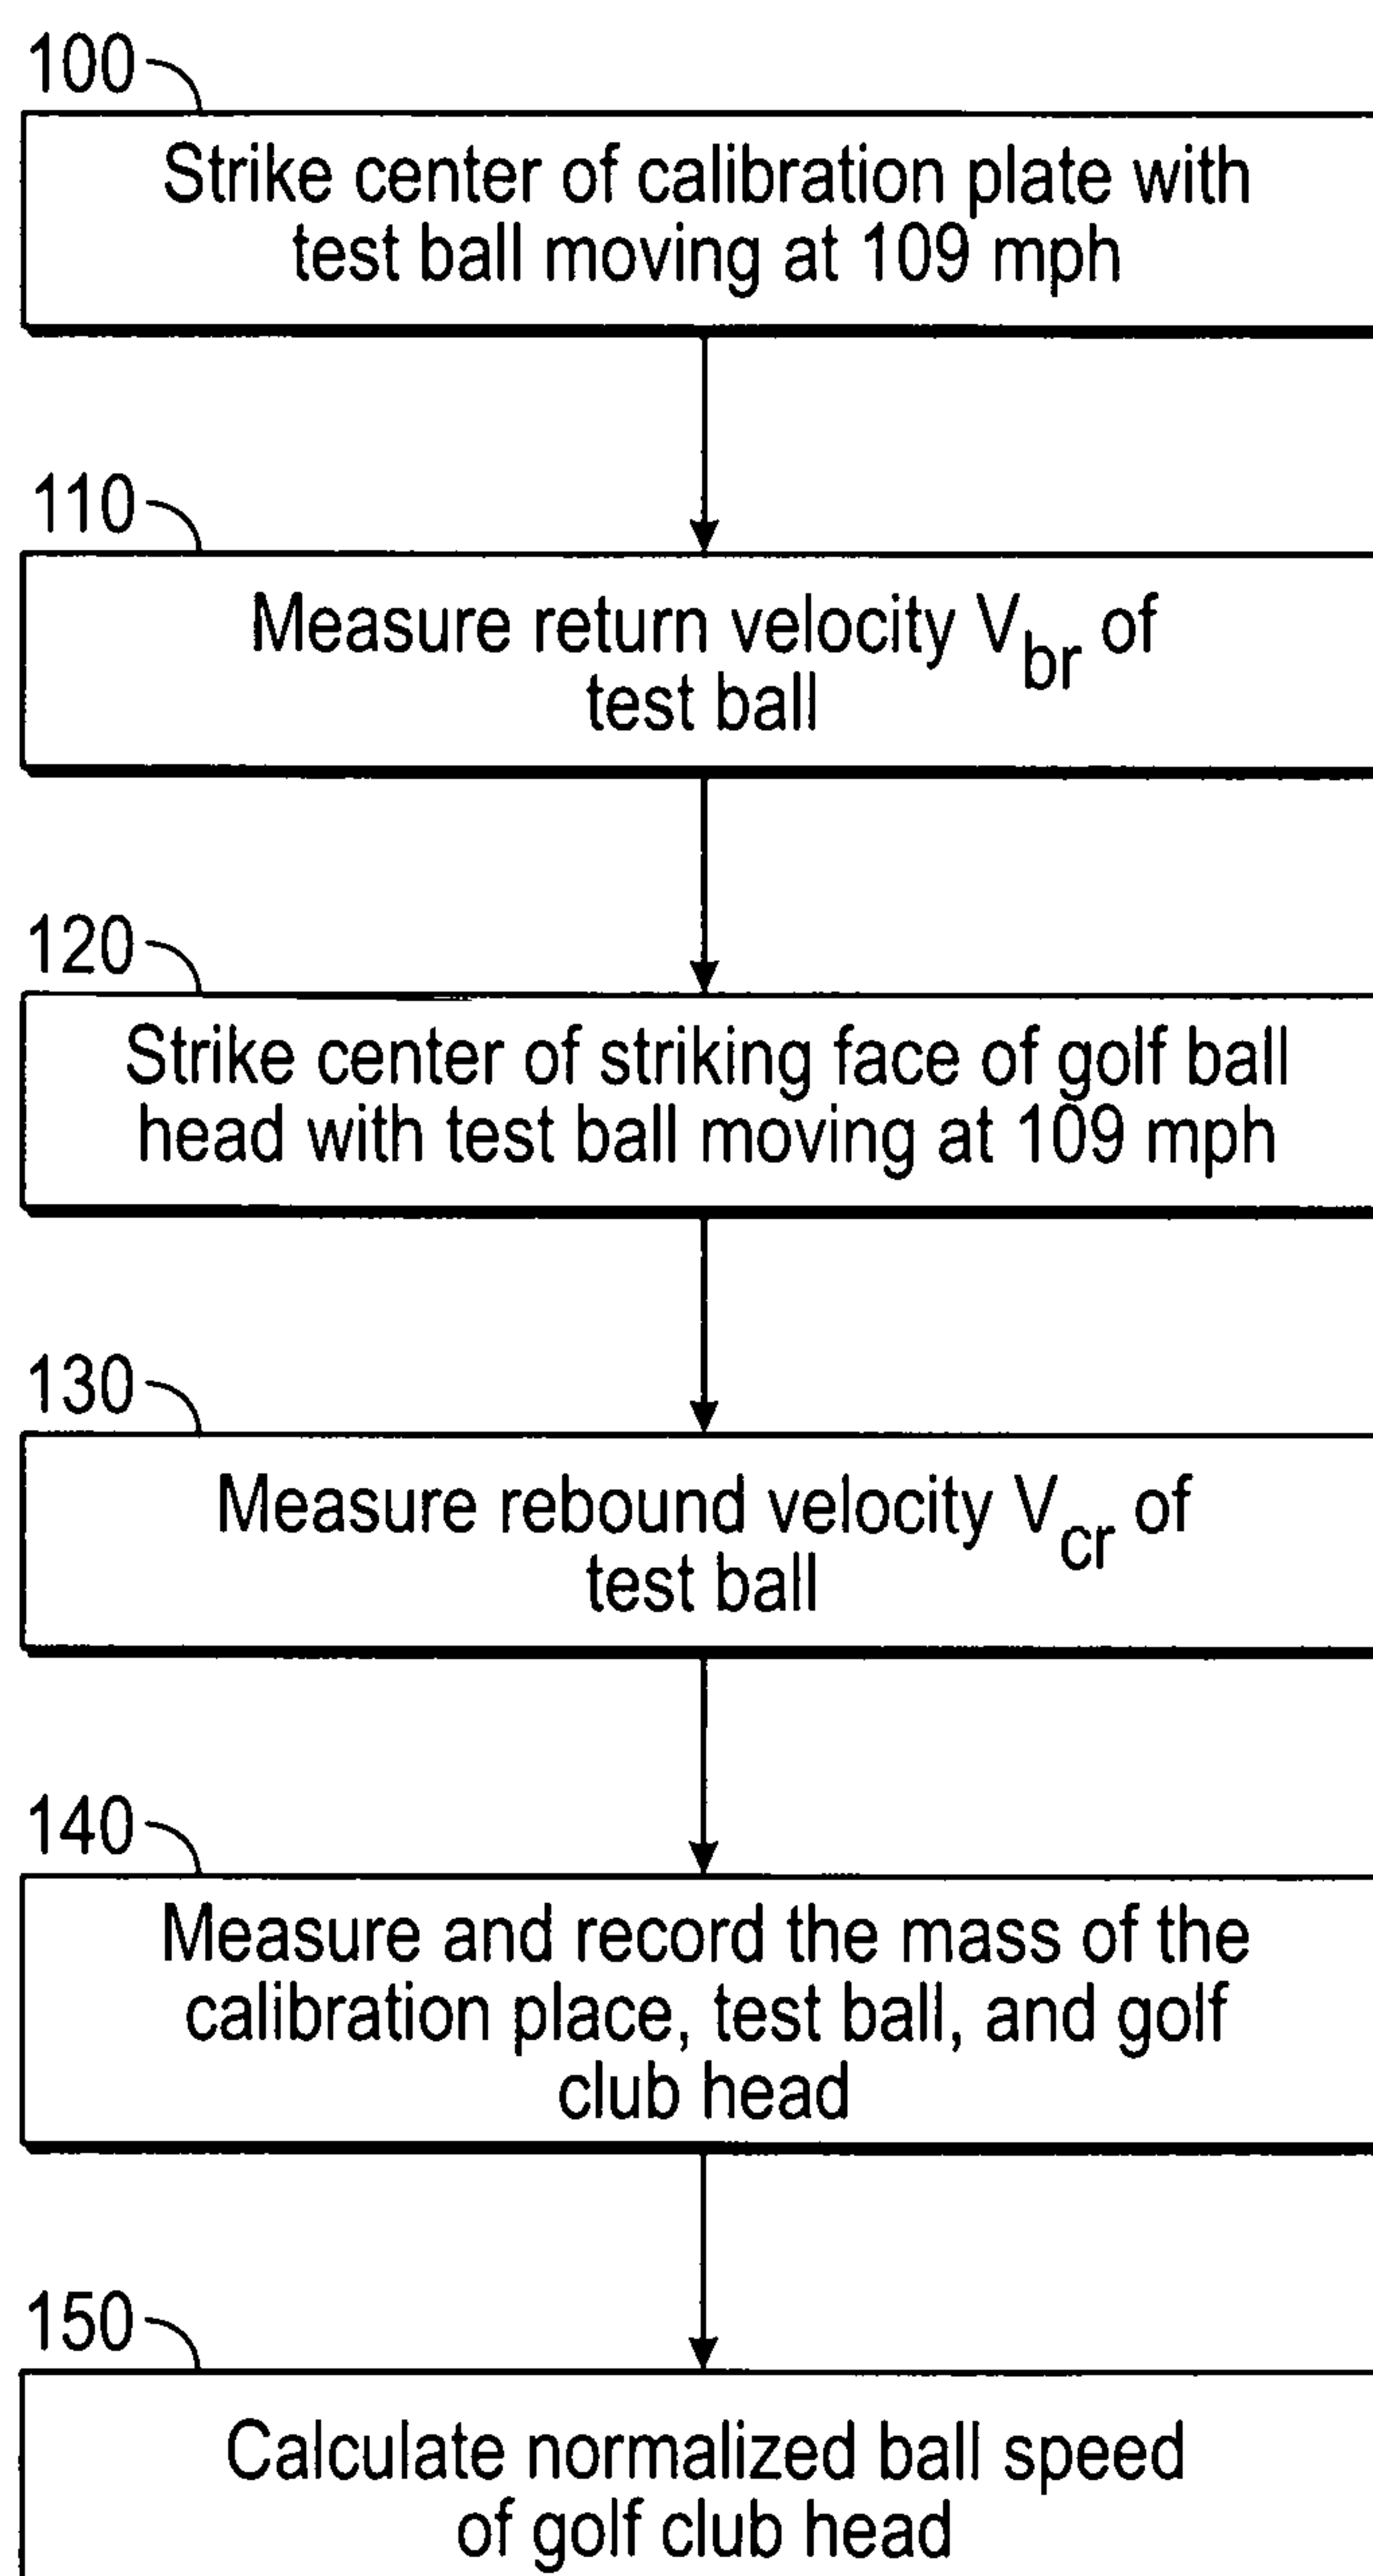 100
Strike center of calibration plate with
test ball moving at 109 mph
110
Measure return velocity Vbr of
test ball
120
Strike center of striking face of golf ball
head with test ball moving at 109 mph
130
Measure rebound velocity Vcr of
test ball
140
Measure and record the mass of the
calibration place, test ball, and golf
club head
150
Calculate normalized ball speed
of golf club head